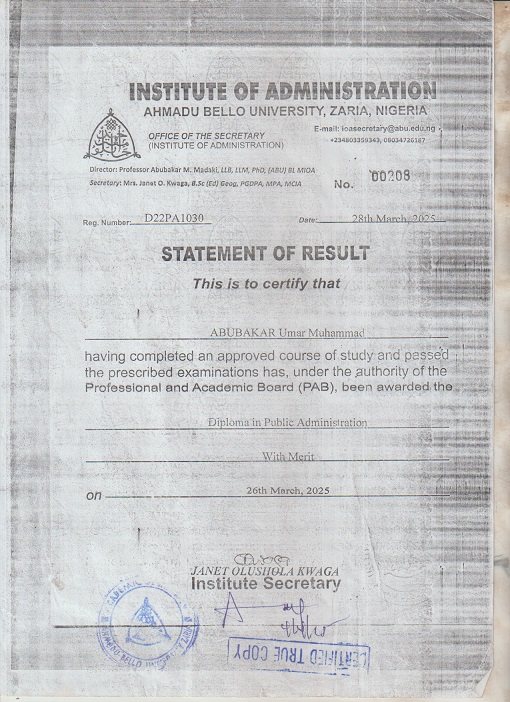 INSTITUTE OF ADMINISTRATION
AHMADU BELLO UNIVERSITY, ZARIA, NIGERIA
OFFICE OF THE SECRETARY
(INSTITUTE OF ADMINISTRATION)
E-mail: ioasecretary@abu.edu.ng
+234803359343, 08034726187
Director: Professor Abubakar M. Madaki, LLB, LLM, PhD, (ABU) BL MIOA
Secretary: Mrs. Janet O. Kwaga, B.Sc (Ed) Geog, PGDPA, MPA, MCIA
No. 00208
Reg. Number: D22PA1030
Date: 28th March, 2025
STATEMENT OF RESULT
This is to certify that
ABUBAKAR Umar Muhammad
having completed an approved course of study and passed
the prescribed examinations has, under the authority of the
Professional and Academic Board (PAB), been awarded the
Diploma in Public Administration
With Merit
on 26th March, 2025
JANET OLUSHOLA KWAGA
Institute Secretary
CERTIFIED TRUE COPY